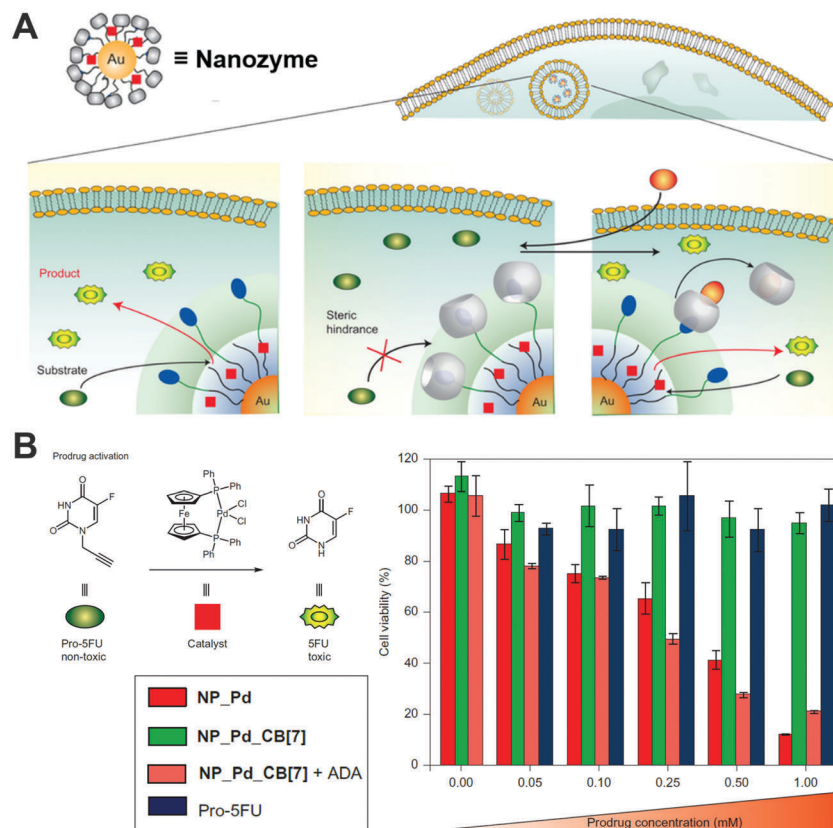 A
Au
≡ Nanozyme
Product
Substrate
Au
Steric
hindrance
Au
Au
B
Prodrug activation
O
F
HN
O
N
Ph
Ph
P
Fe
Pd
Cl
Cl
P
Ph
Ph
O
F
HN
O
N
H
≡
≡
≡
Pro-5FU
non-toxic
Catalyst
5FU
toxic
NP_Pd
NP_Pd_CB[7]
NP_Pd_CB[7] + ADA
Pro-5FU
Cell viability (%)
120
100
80
60
40
20
0
0.00 0.05 0.10 0.25 0.50 1.00
Prodrug concentration (mM)